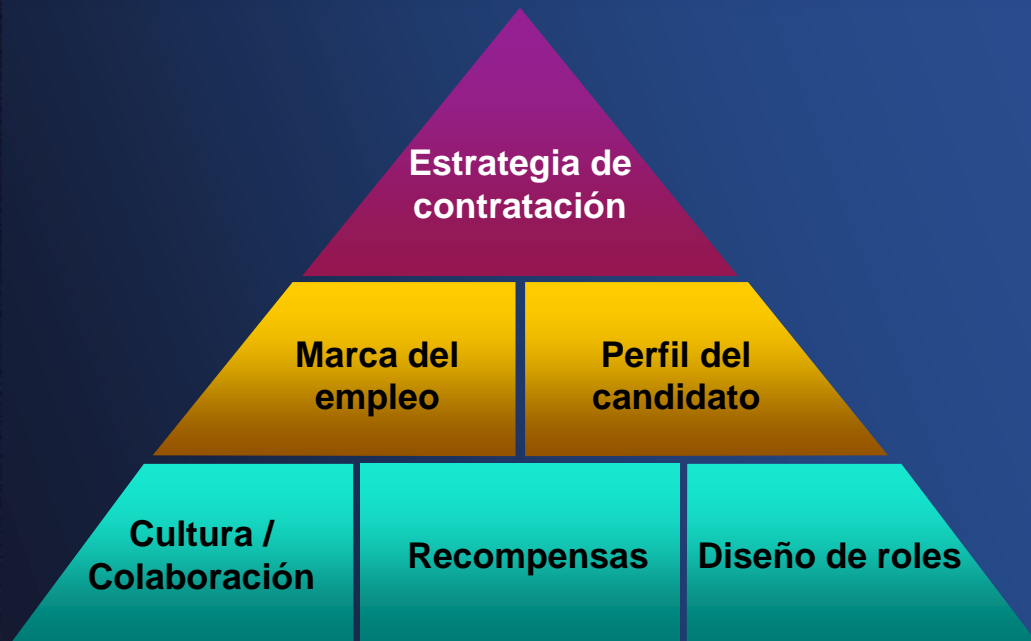 Estrategia de
contratación
Marca del
empleo
Perfil del
candidato
Cultura /
Colaboración
Recompensas
Diseño de roles